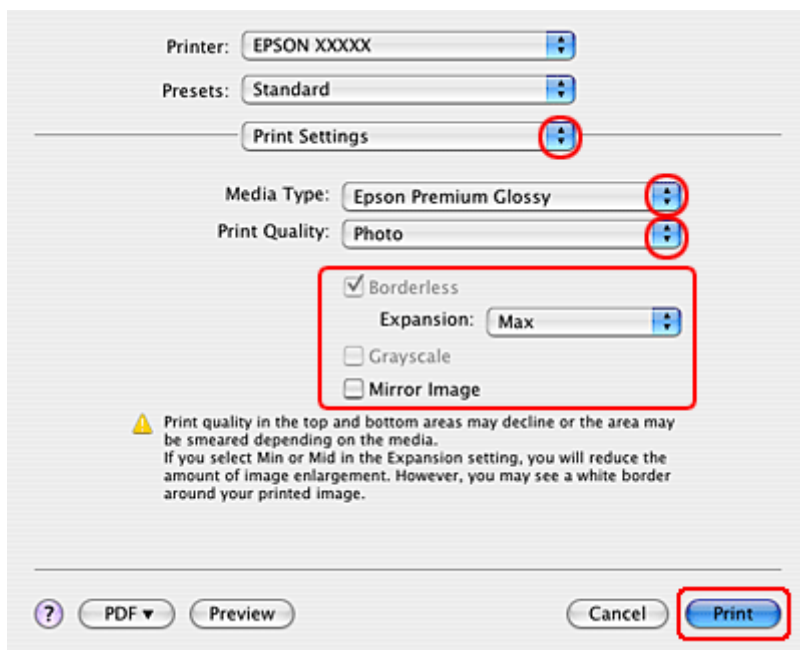 Printer: EPSON XXXXX
Presets: Standard
Print Settings
Media Type: Epson Premium Glossy
Print Quality: Photo
Borderless
Expansion: Max
Grayscale
Mirror Image
Print quality in the top and bottom areas may decline or the area may
be smeared depending on the media.
If you select Min or Mid in the Expansion setting, you will reduce the
amount of image enlargement. However, you may see a white border
around your printed image.
? PDF ▼ Preview Cancel Print